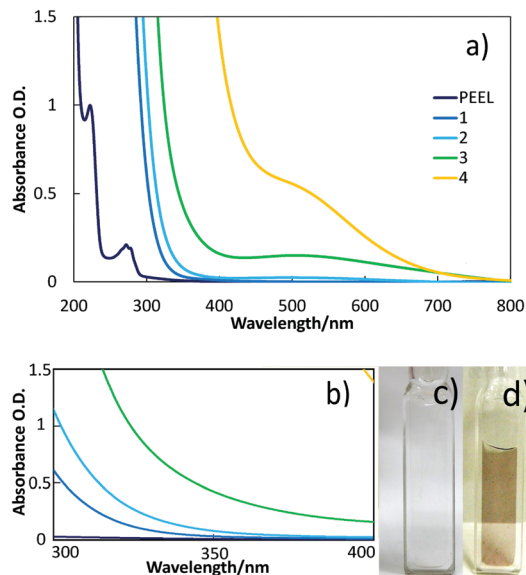 1.5
a)
1
0.5
0
Absorbance O.D.
PEEL
1
2
3
4
200 300 400 500 600 700 800
Wavelength/nm
1.5
b)
1
0.5
0
Absorbance O.D.
300 350 400
Wavelength/nm
c)
d)